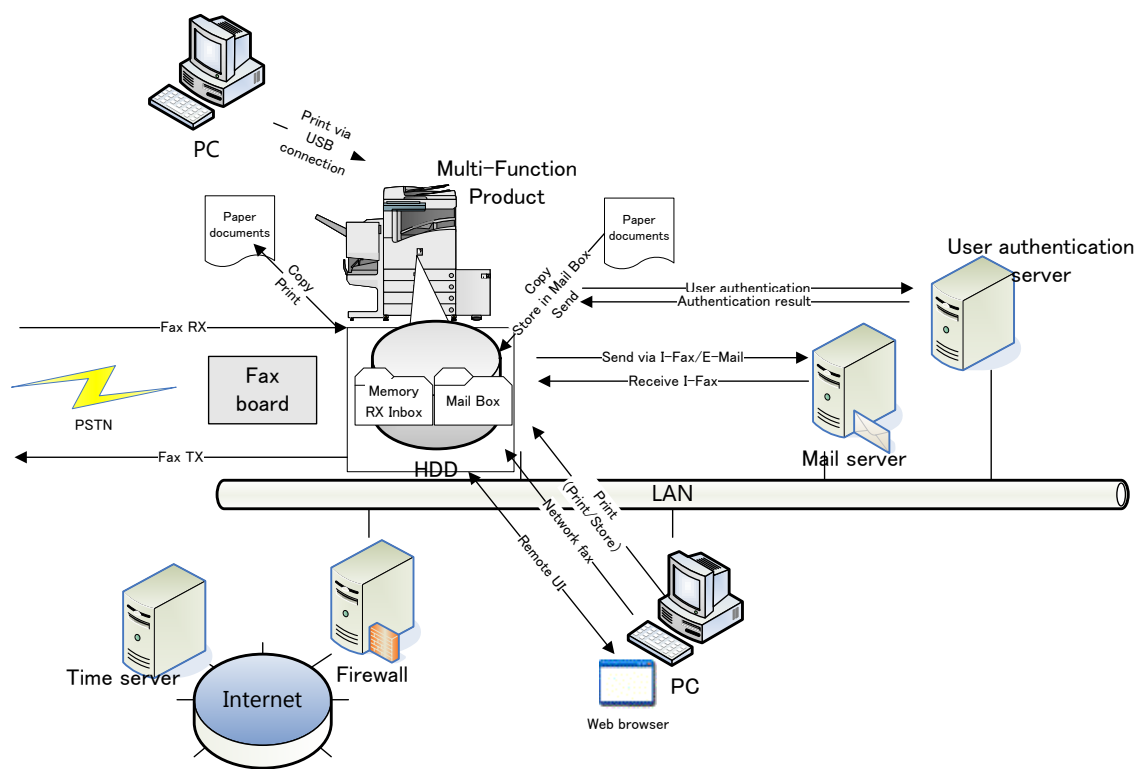 PC
Print via
USB
connection
Multi-Function
Product
Paper
documents
Copy
Print
Paper
documents
Copy
Store in Mail Box
Send
User authentication
server
User authentication
Authentication result
Fax RX
Send via I-Fax/E-Mail
Receive I-Fax
Fax
board
Memory
RX Inbox
Mail Box
PSTN
Fax TX
HDD
Mail server
LAN
Print
(Print/Store)
Network fax
Remote UI
Time server
Firewall
Internet
PC
Web browser